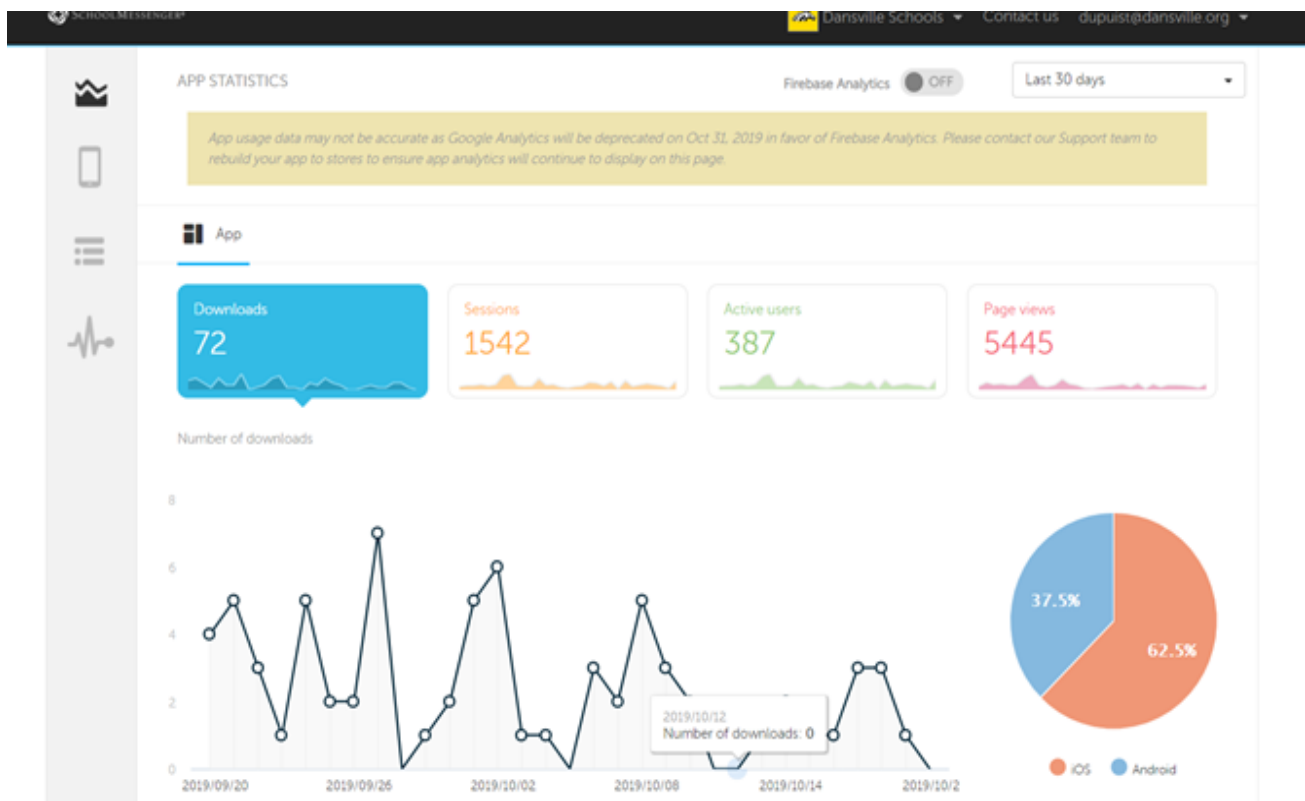 SCHOOLMESSENGER®
Dansville Schools
Contact us
dupuist@dansville.org
APP STATISTICS
Firebase Analytics
OFF
Last 30 days
App usage data may not be accurate as Google Analytics will be deprecated on Oct 31, 2019 in favor of Firebase Analytics. Please contact our Support team to
rebuild your app to stores to ensure app analytics will continue to display on this page.
App
Downloads
72
Sessions
1542
Active users
387
Page views
5445
Number of downloads
8
6
4
2
0
2019/10/12
Number of downloads: 0
2019/09/20
2019/09/26
2019/10/02
2019/10/08
2019/10/14
2019/10/2
37.5%
62.5%
iOS
Android